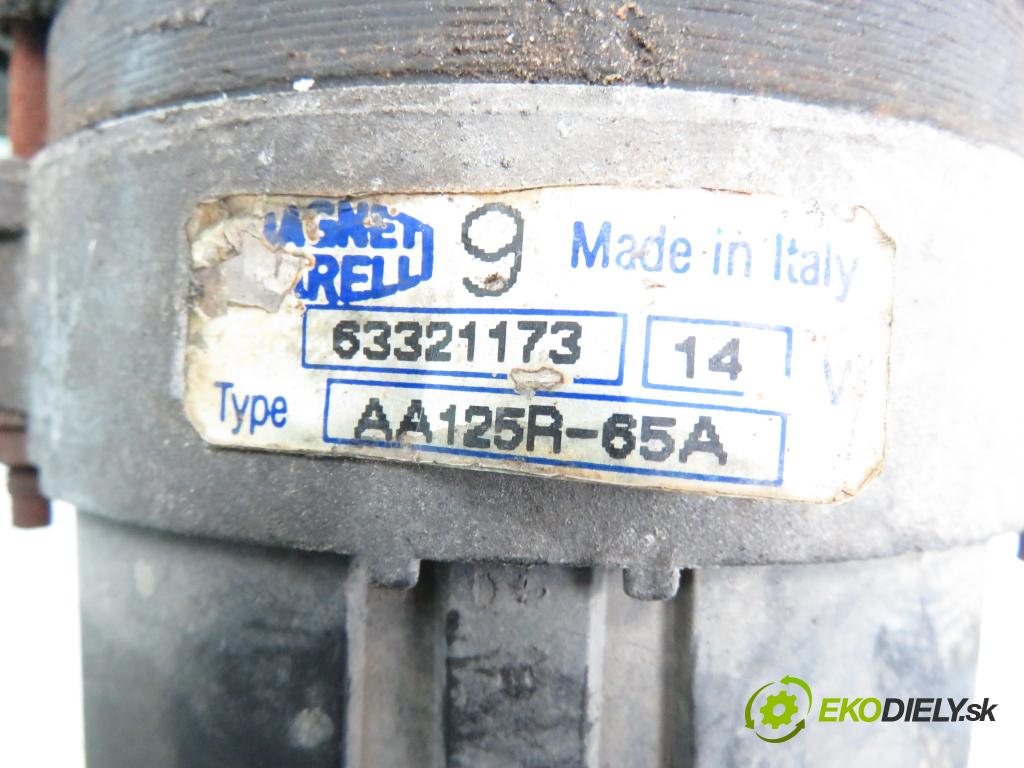 9 Made in Italy
63321173 14 V
Type AA125R-65A
EKODIELY.sk